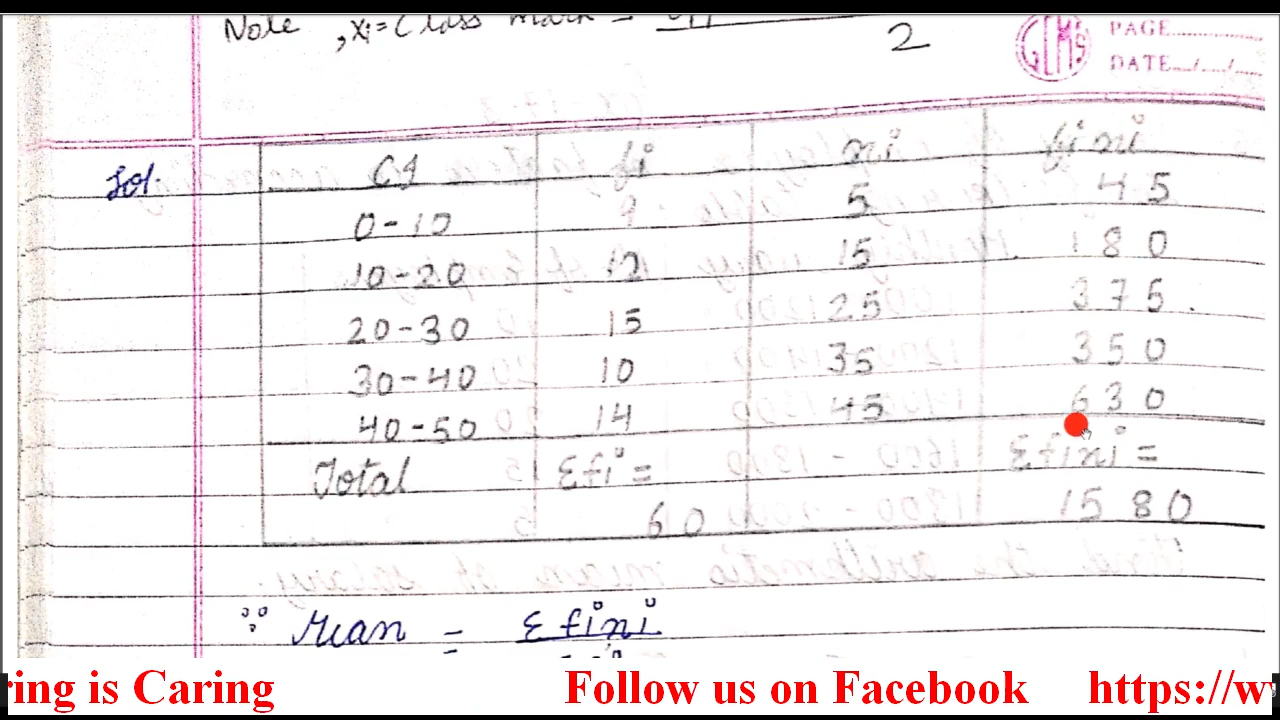 Note , xi = Class mark =
2
GEMS PAGE
DATE
Sol. CI fi xi fixi
0-10 9 5 45
10-20 12 15 180
20-30 15 25 375
30-40 10 35 350
40-50 14 45 630
Total Σfi = Σfixi =
60 1580
∵ Mean = Σfixi
ring is Caring Follow us on Facebook https://w